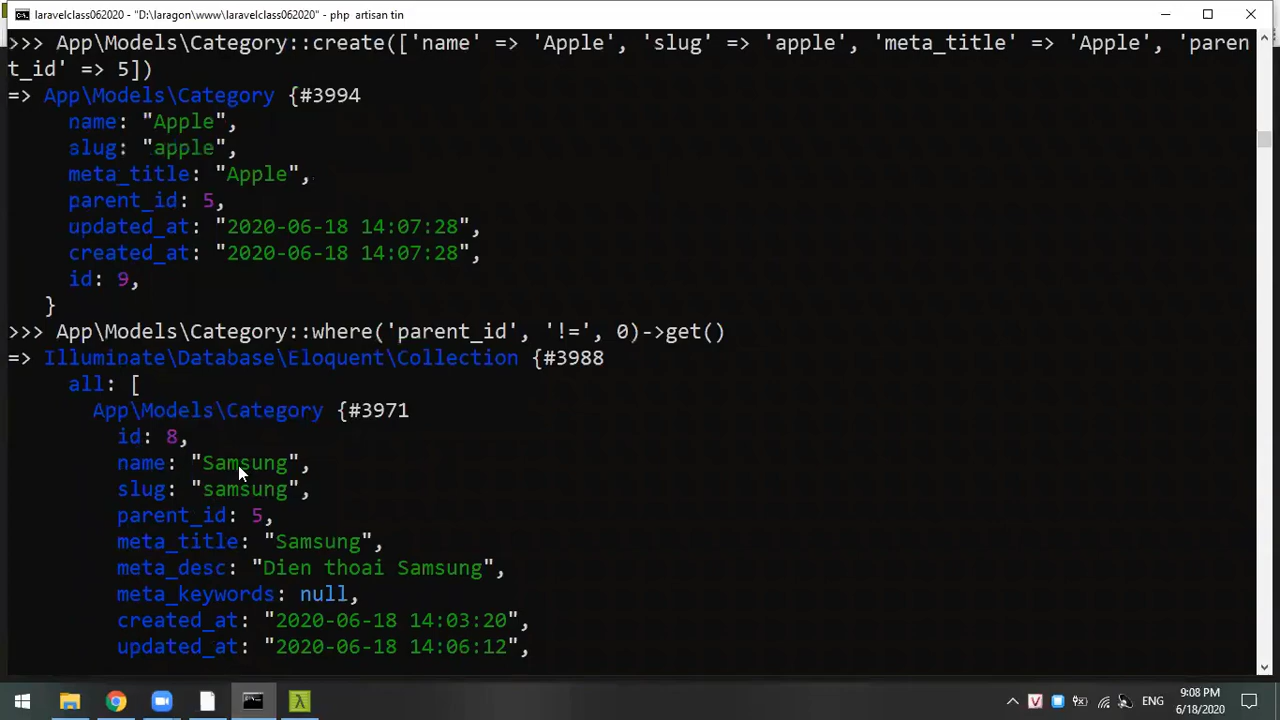 laravelclass062020 - "D:\laragon\www\laravelclass062020" - php  artisan tin
>>> App\Models\Category::create(['name' => 'Apple', 'slug' => 'apple', 'meta_title' => 'Apple', 'paren
t_id' => 5])
=> App\Models\Category {#3994
name: "Apple",
slug: "apple",
meta_title: "Apple",
parent_id: 5,
updated_at: "2020-06-18 14:07:28",
created_at: "2020-06-18 14:07:28",
id: 9,
}
>>> App\Models\Category::where('parent_id', '!=', 0)->get()
=> Illuminate\Database\Eloquent\Collection {#3988
all: [
App\Models\Category {#3971
id: 8,
name: "Samsung",
slug: "samsung",
parent_id: 5,
meta_title: "Samsung",
meta_desc: "Dien thoai Samsung",
meta_keywords: null,
created_at: "2020-06-18 14:03:20",
updated_at: "2020-06-18 14:06:12",
ENG
9:08 PM
6/18/2020